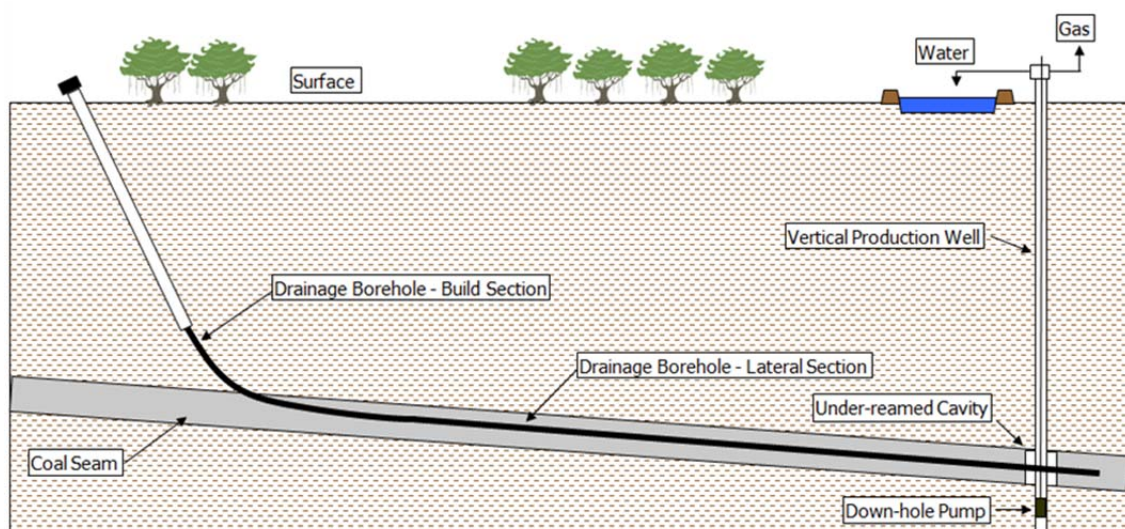 Gas
Water
Surface
Vertical Production Well
Drainage Borehole - Build Section
Drainage Borehole - Lateral Section
Under-reamed Cavity
Coal Seam
Down-hole Pump